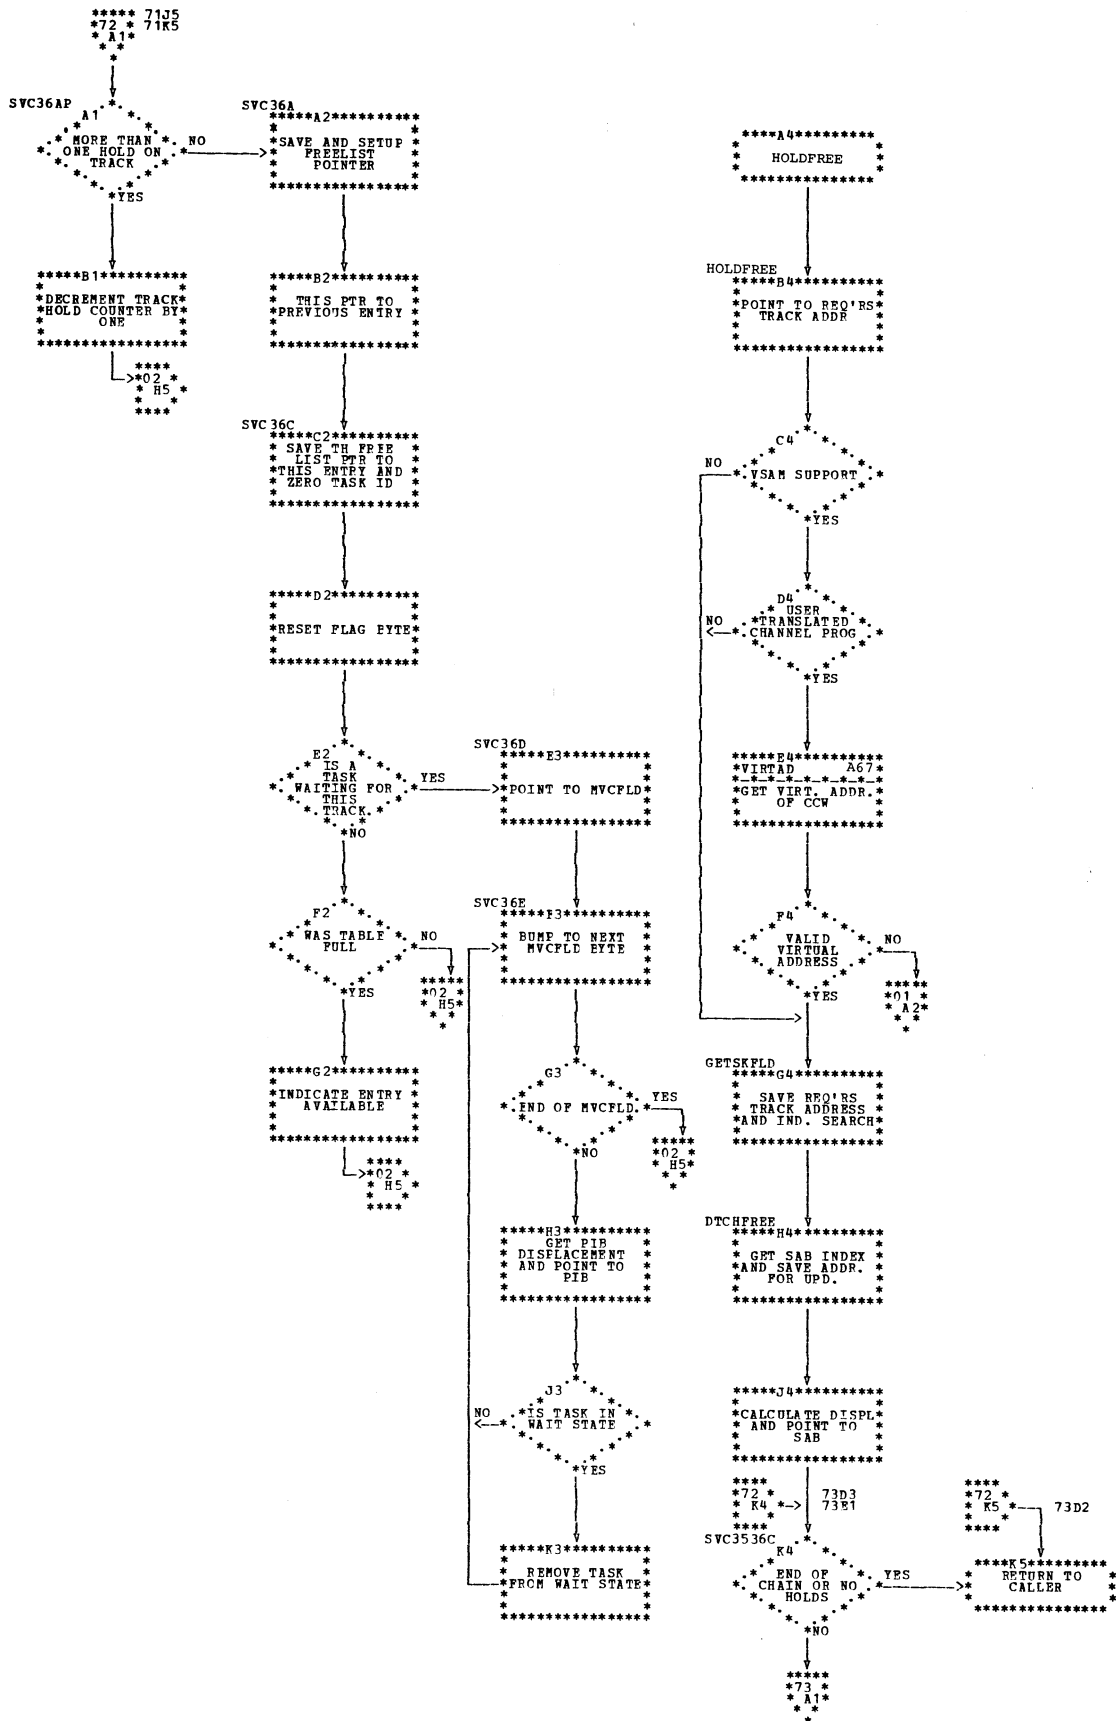 71J5
72 71K5
A1
SVC36AP
A1
MORE THAN
ONE HOLD ON
TRACK
NO
YES
B1
DECREMENT TRACK
HOLD COUNTER BY
ONE
02
H5
SVC36A
A2
SAVE AND SETUP
FREELIST
POINTER
B2
THIS PTR TO
PREVIOUS ENTRY
SVC36C
C2
SAVE TH FREE
LIST PTR TO
THIS ENTRY AND
ZERO TASK ID
D2
RESET FLAG BYTE
E2
IS A
TASK
WAITING FOR
THIS
TRACK
YES
NO
F2
WAS TABLE
FULL
NO
YES
02
H5
G2
INDICATE ENTRY
AVAILABLE
02
H5
SVC36D
E3
POINT TO MVCFLD
SVC36E
F3
BUMP TO NEXT
MVCFLD BYTE
G3
END OF MVCFLD
YES
NO
02
H5
H3
GET PIB
DISPLACEMENT
AND POINT TO
PIB
J3
IS TASK IN
WAIT STATE
NO
YES
K3
REMOVE TASK
FROM WAIT STATE
A4
HOLDFREE
HOLDFREE
B4
POINT TO REQ'RS
TRACK ADDR
C4
VSAM SUPPORT
NO
YES
D4
USER
TRANSLATED
CHANNEL PROG
NO
YES
E4
VIRTAD A67
GET VIRT. ADDR.
OF CCW
F4
VALID
VIRTUAL
ADDRESS
NO
YES
01
A2
GETSKFLD
G4
SAVE REQ'RS
TRACK ADDRESS
AND IND. SEARCH
DTCHFREE
H4
GET SAB INDEX
AND SAVE ADDR.
FOR UPD.
J4
CALCULATE DISPL
AND POINT TO
SAB
72
K4
73D3
73E1
SVC3536C
K4
END OF
CHAIN OR NO
HOLDS
YES
NO
73
A1
72
K5
73D2
K5
RETURN TO
CALLER